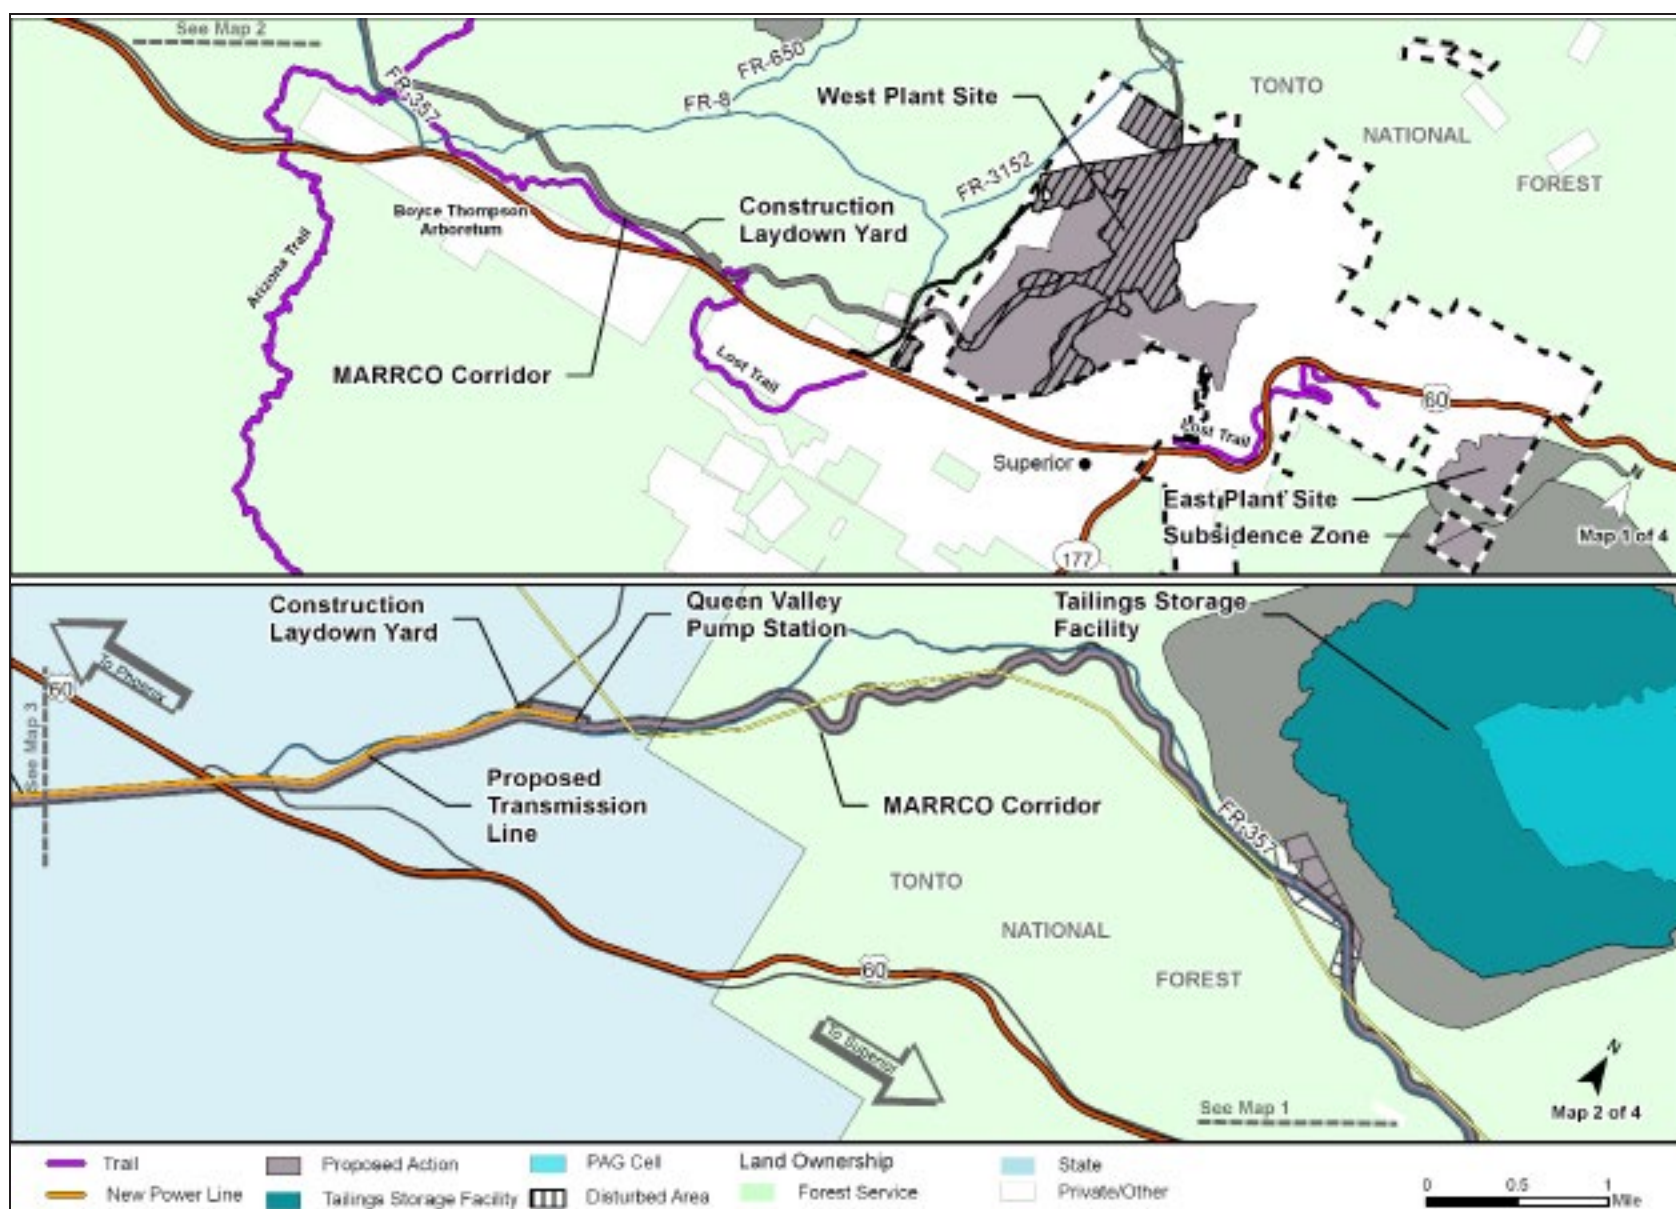 See Map 2
FR-357
FR-650
FR-8
West Plant Site
TONTO
NATIONAL
FOREST
FR-3152
Boyce Thompson
Arboretum
Construction
Laydown Yard
Arizona Trail
MARRCO Corridor
Lost Trail
60
Lost Trail
Superior
East Plant Site
Subsidence Zone
N
Map 1 of 4
177
Construction
Laydown Yard
Queen Valley
Pump Station
Tailings Storage
Facility
To Phoenix
60
See Map 3
Proposed
Transmission
Line
MARRCO Corridor
FR-357
TONTO
NATIONAL
FOREST
60
To Superior
N
See Map 1
Map 2 of 4
Trail
New Power Line
Proposed Action
Tailings Storage Facility
PAG Cell
Disturbed Area
Land Ownership
Forest Service
State
Private/Other
0 0.5 1
Mile